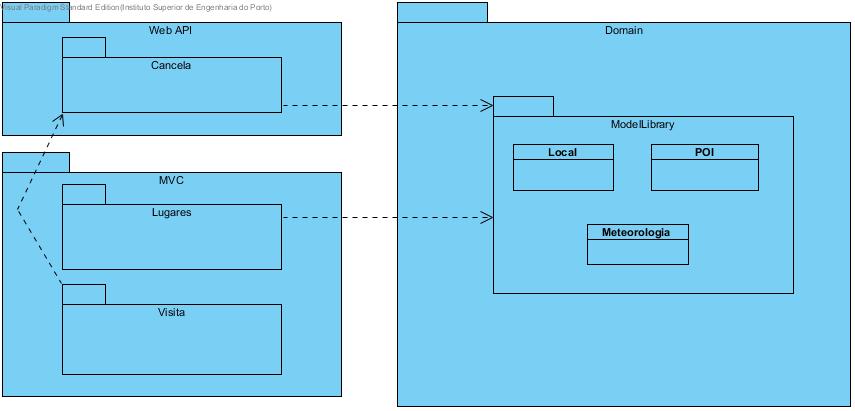 Visual Paradigm Standard Edition(Instituto Superior de Engenharia do Porto)
Web API
Cancela
MVC
Lugares
Visita
Domain
ModelLibrary
Local
POI
Meteorologia